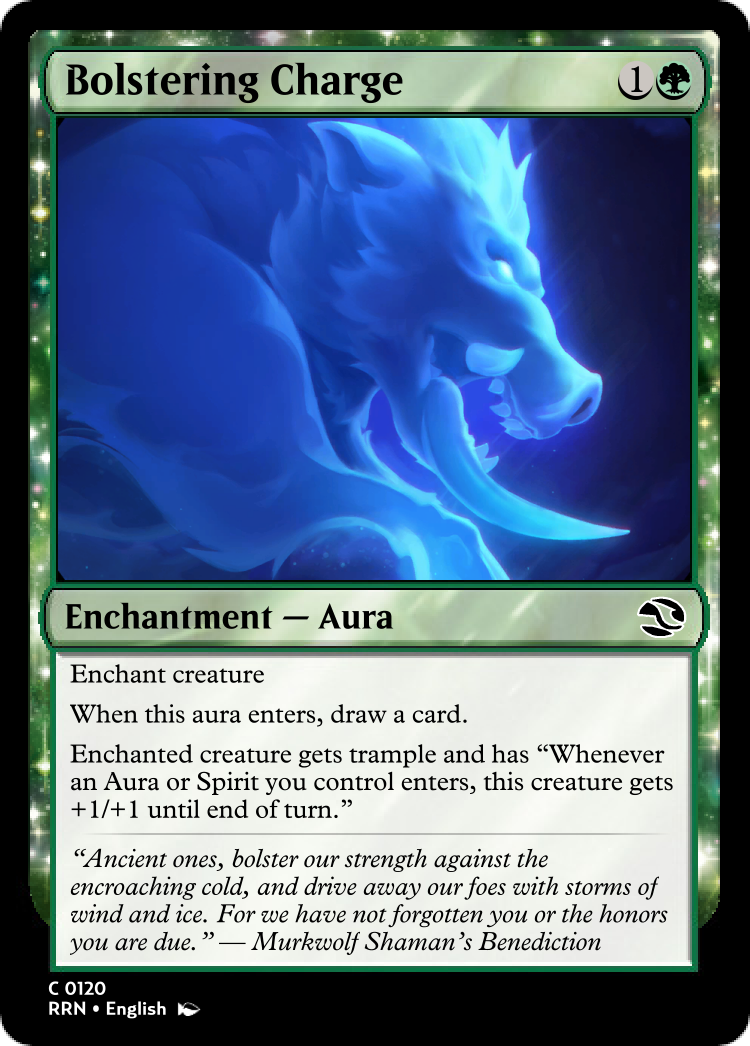 Bolstering Charge 1
Enchantment — Aura
Enchant creature
When this aura enters, draw a card.
Enchanted creature gets trample and has “Whenever
an Aura or Spirit you control enters, this creature gets
+1/+1 until end of turn.”
“Ancient ones, bolster our strength against the
encroaching cold, and drive away our foes with storms of
wind and ice. For we have not forgotten you or the honors
you are due.” — Murkwolf Shaman’s Benediction
C 0120
RRN • English